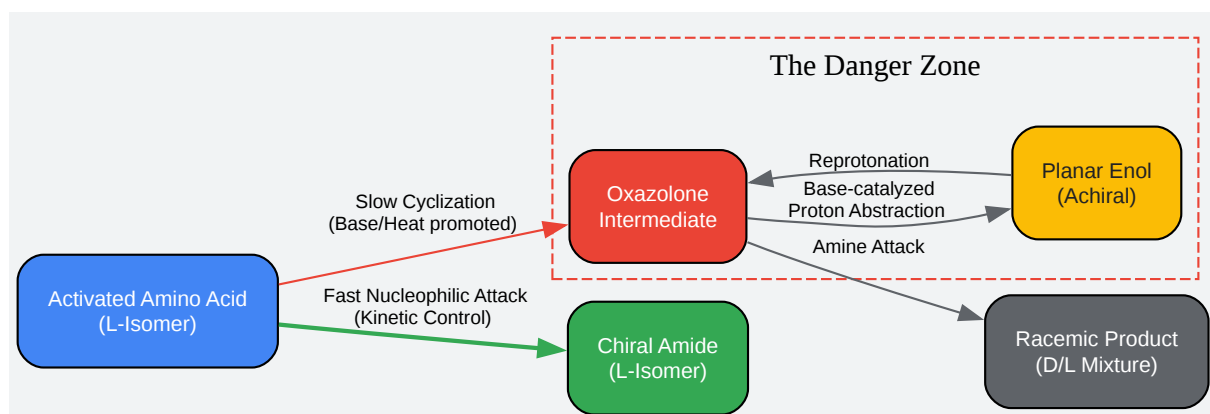 The Danger Zone
Slow Cyclization
(Base/Heat promoted)
Oxazolone
Intermediate
Reprotonation
Base-catalyzed
Proton Abstraction
Amine Attack
Planar Enol
(Achiral)
Activated Amino Acid
(L-Isomer)
Fast Nucleophilic Attack
(Kinetic Control)
Chiral Amide
(L-Isomer)
Racemic Product
(D/L Mixture)